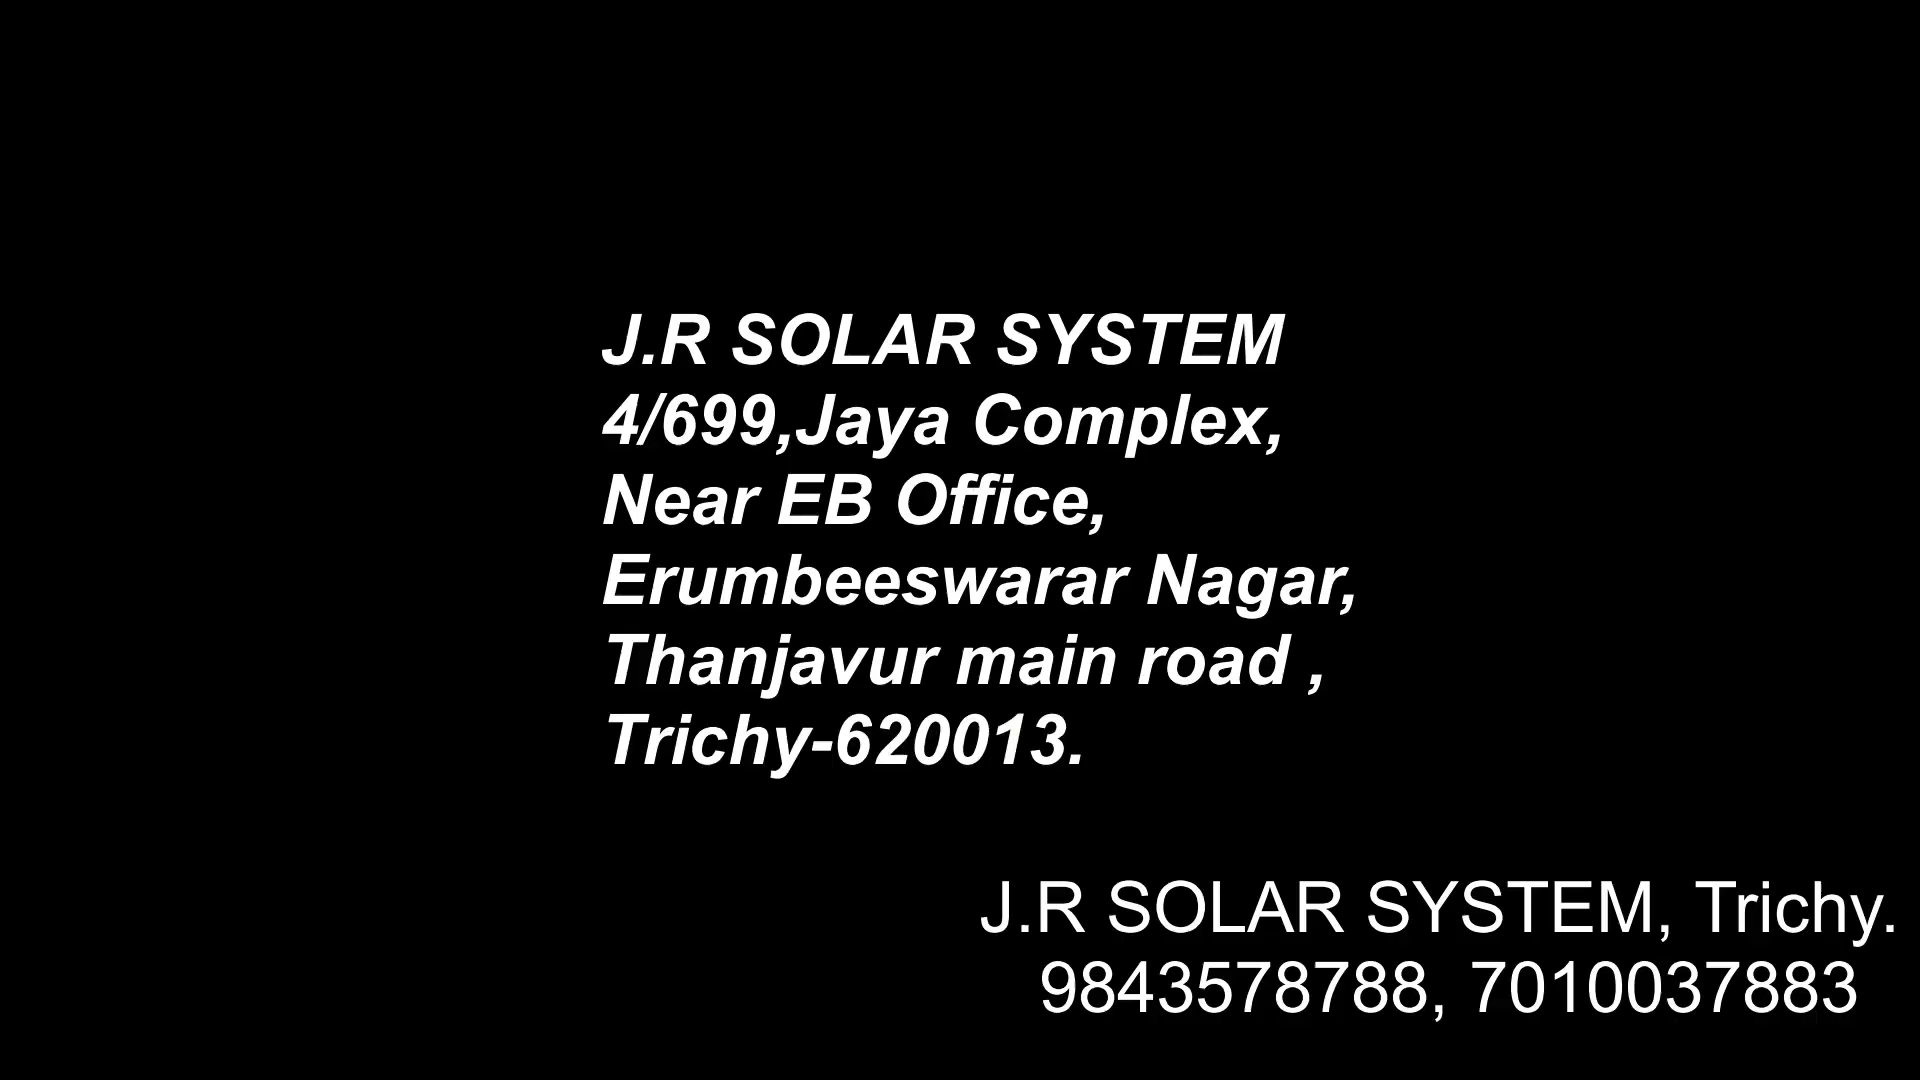 J.R SOLAR SYSTEM
4/699,Jaya Complex,
Near EB Office,
Erumbeeswarar Nagar,
Thanjavur main road ,
Trichy-620013.
J.R SOLAR SYSTEM, Trichy.
9843578788, 7010037883